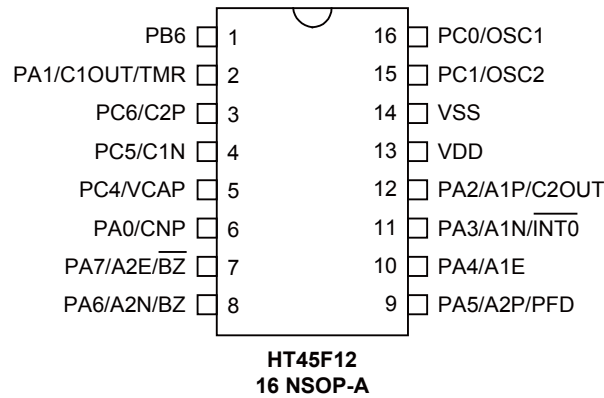 PB6 1 16 PC0/OSC1
PA1/C1OUT/TMR 2 15 PC1/OSC2
PC6/C2P 3 14 VSS
PC5/C1N 4 13 VDD
PC4/VCAP 5 12 PA2/A1P/C2OUT
PA0/CNP 6 11 PA3/A1N/I̅N̅T̅0̅
PA7/A2E/B̅Z̅ 7 10 PA4/A1E
PA6/A2N/BZ 8 9 PA5/A2P/PFD
HT45F12
16 NSOP-A